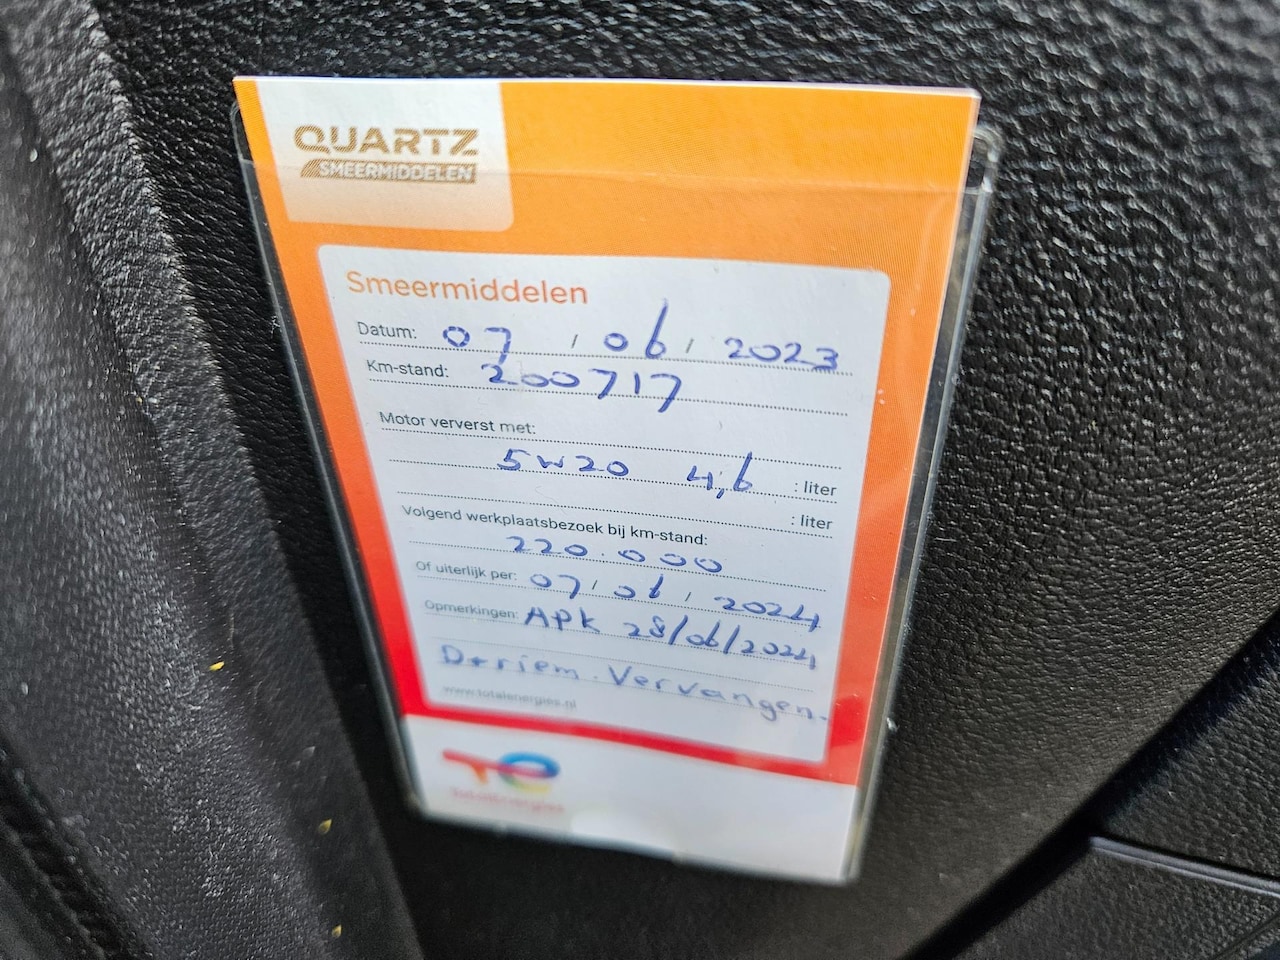 QUARTZ
SMEERMIDDELEN
Smeermiddelen
Datum: 07 / 06 / 2023
Km-stand: 200717
Motor ververst met:
5w20 4,6 : liter
: liter
Volgend werkplaatsbezoek bij km-stand:
220.000
Of uiterlijk per: 07 / 06 / 2024
Opmerkingen: APK 28/06/2024
D+riem. Vervangen.
www.totalenergies.nl
TotalEnergies